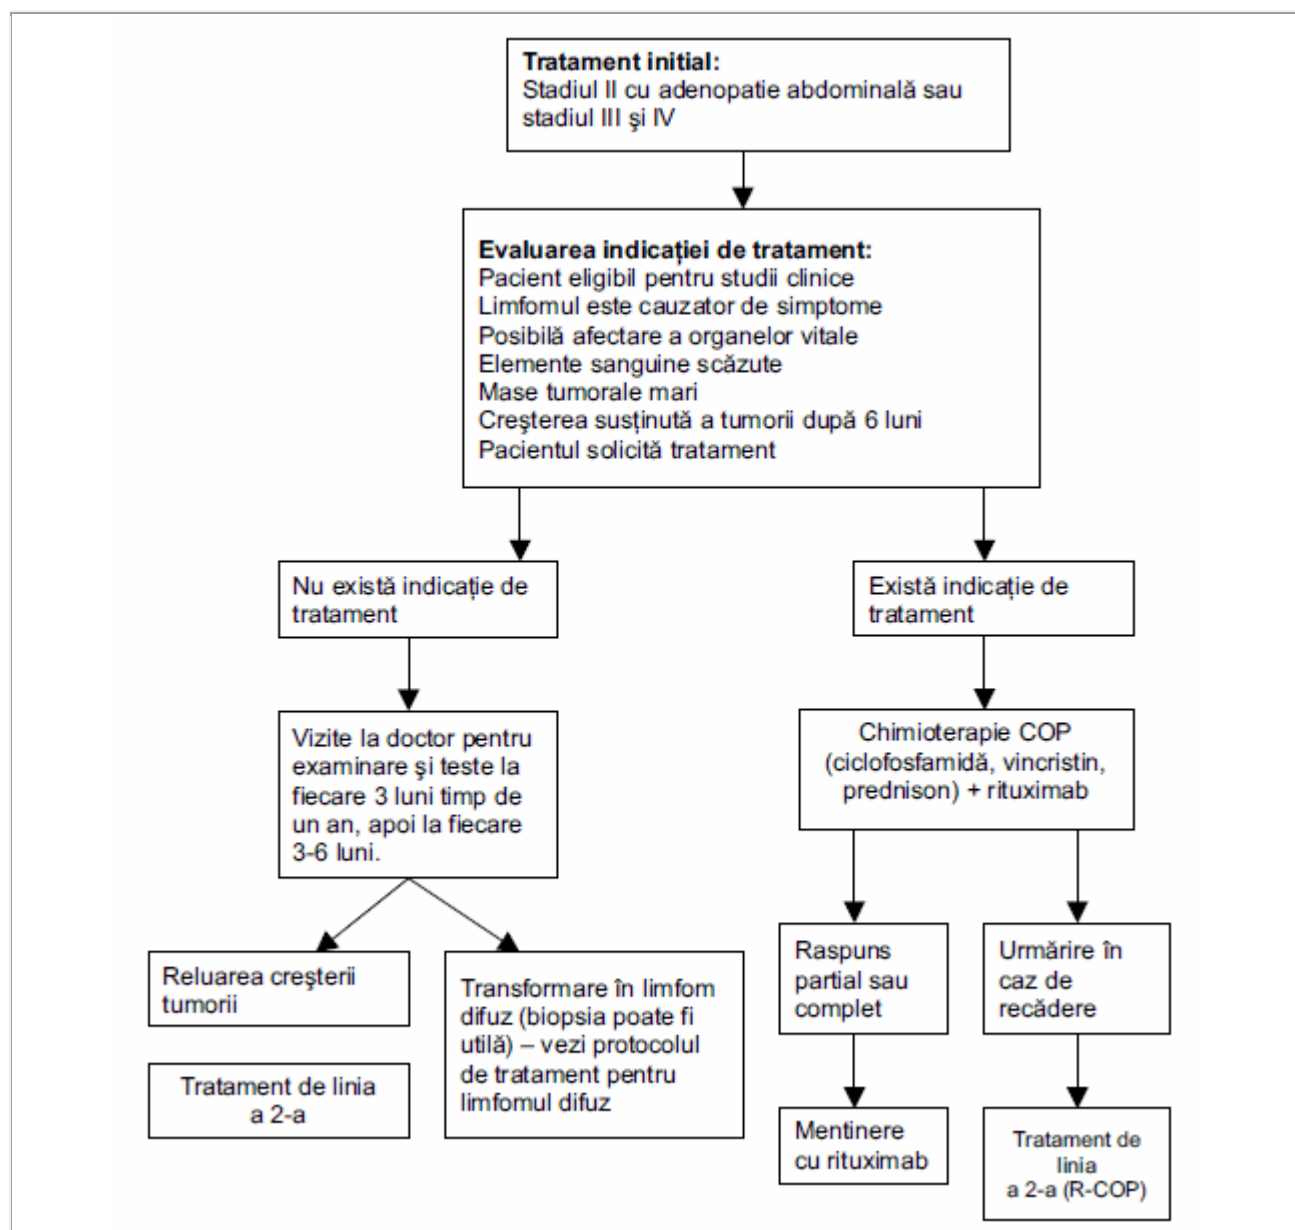 Tratament initial:
Stadiul II cu adenopatie abdominală sau
stadiul III şi IV
Evaluarea indicaţiei de tratament:
Pacient eligibil pentru studii clinice
Limfomul este cauzator de simptome
Posibilă afectare a organelor vitale
Elemente sanguine scăzute
Mase tumorale mari
Creşterea susţinută a tumorii după 6 luni
Pacientul solicită tratament
Nu există indicaţie de
tratament
Există indicaţie de
tratament
Vizite la doctor pentru
examinare şi teste la
fiecare 3 luni timp de
un an, apoi la fiecare
3-6 luni.
Chimioterapie COP
(ciclofosfamidă, vincristin,
prednison) + rituximab
Reluarea creşterii
tumorii
Transformare în limfom
difuz (biopsia poate fi
utilă) – vezi protocolul
de tratament pentru
limfomul difuz
Raspuns
partial sau
complet
Urmărire în
caz de
recădere
Tratament de linia
a 2-a
Mentinere
cu rituximab
Tratament de
linia
a 2-a (R-COP)